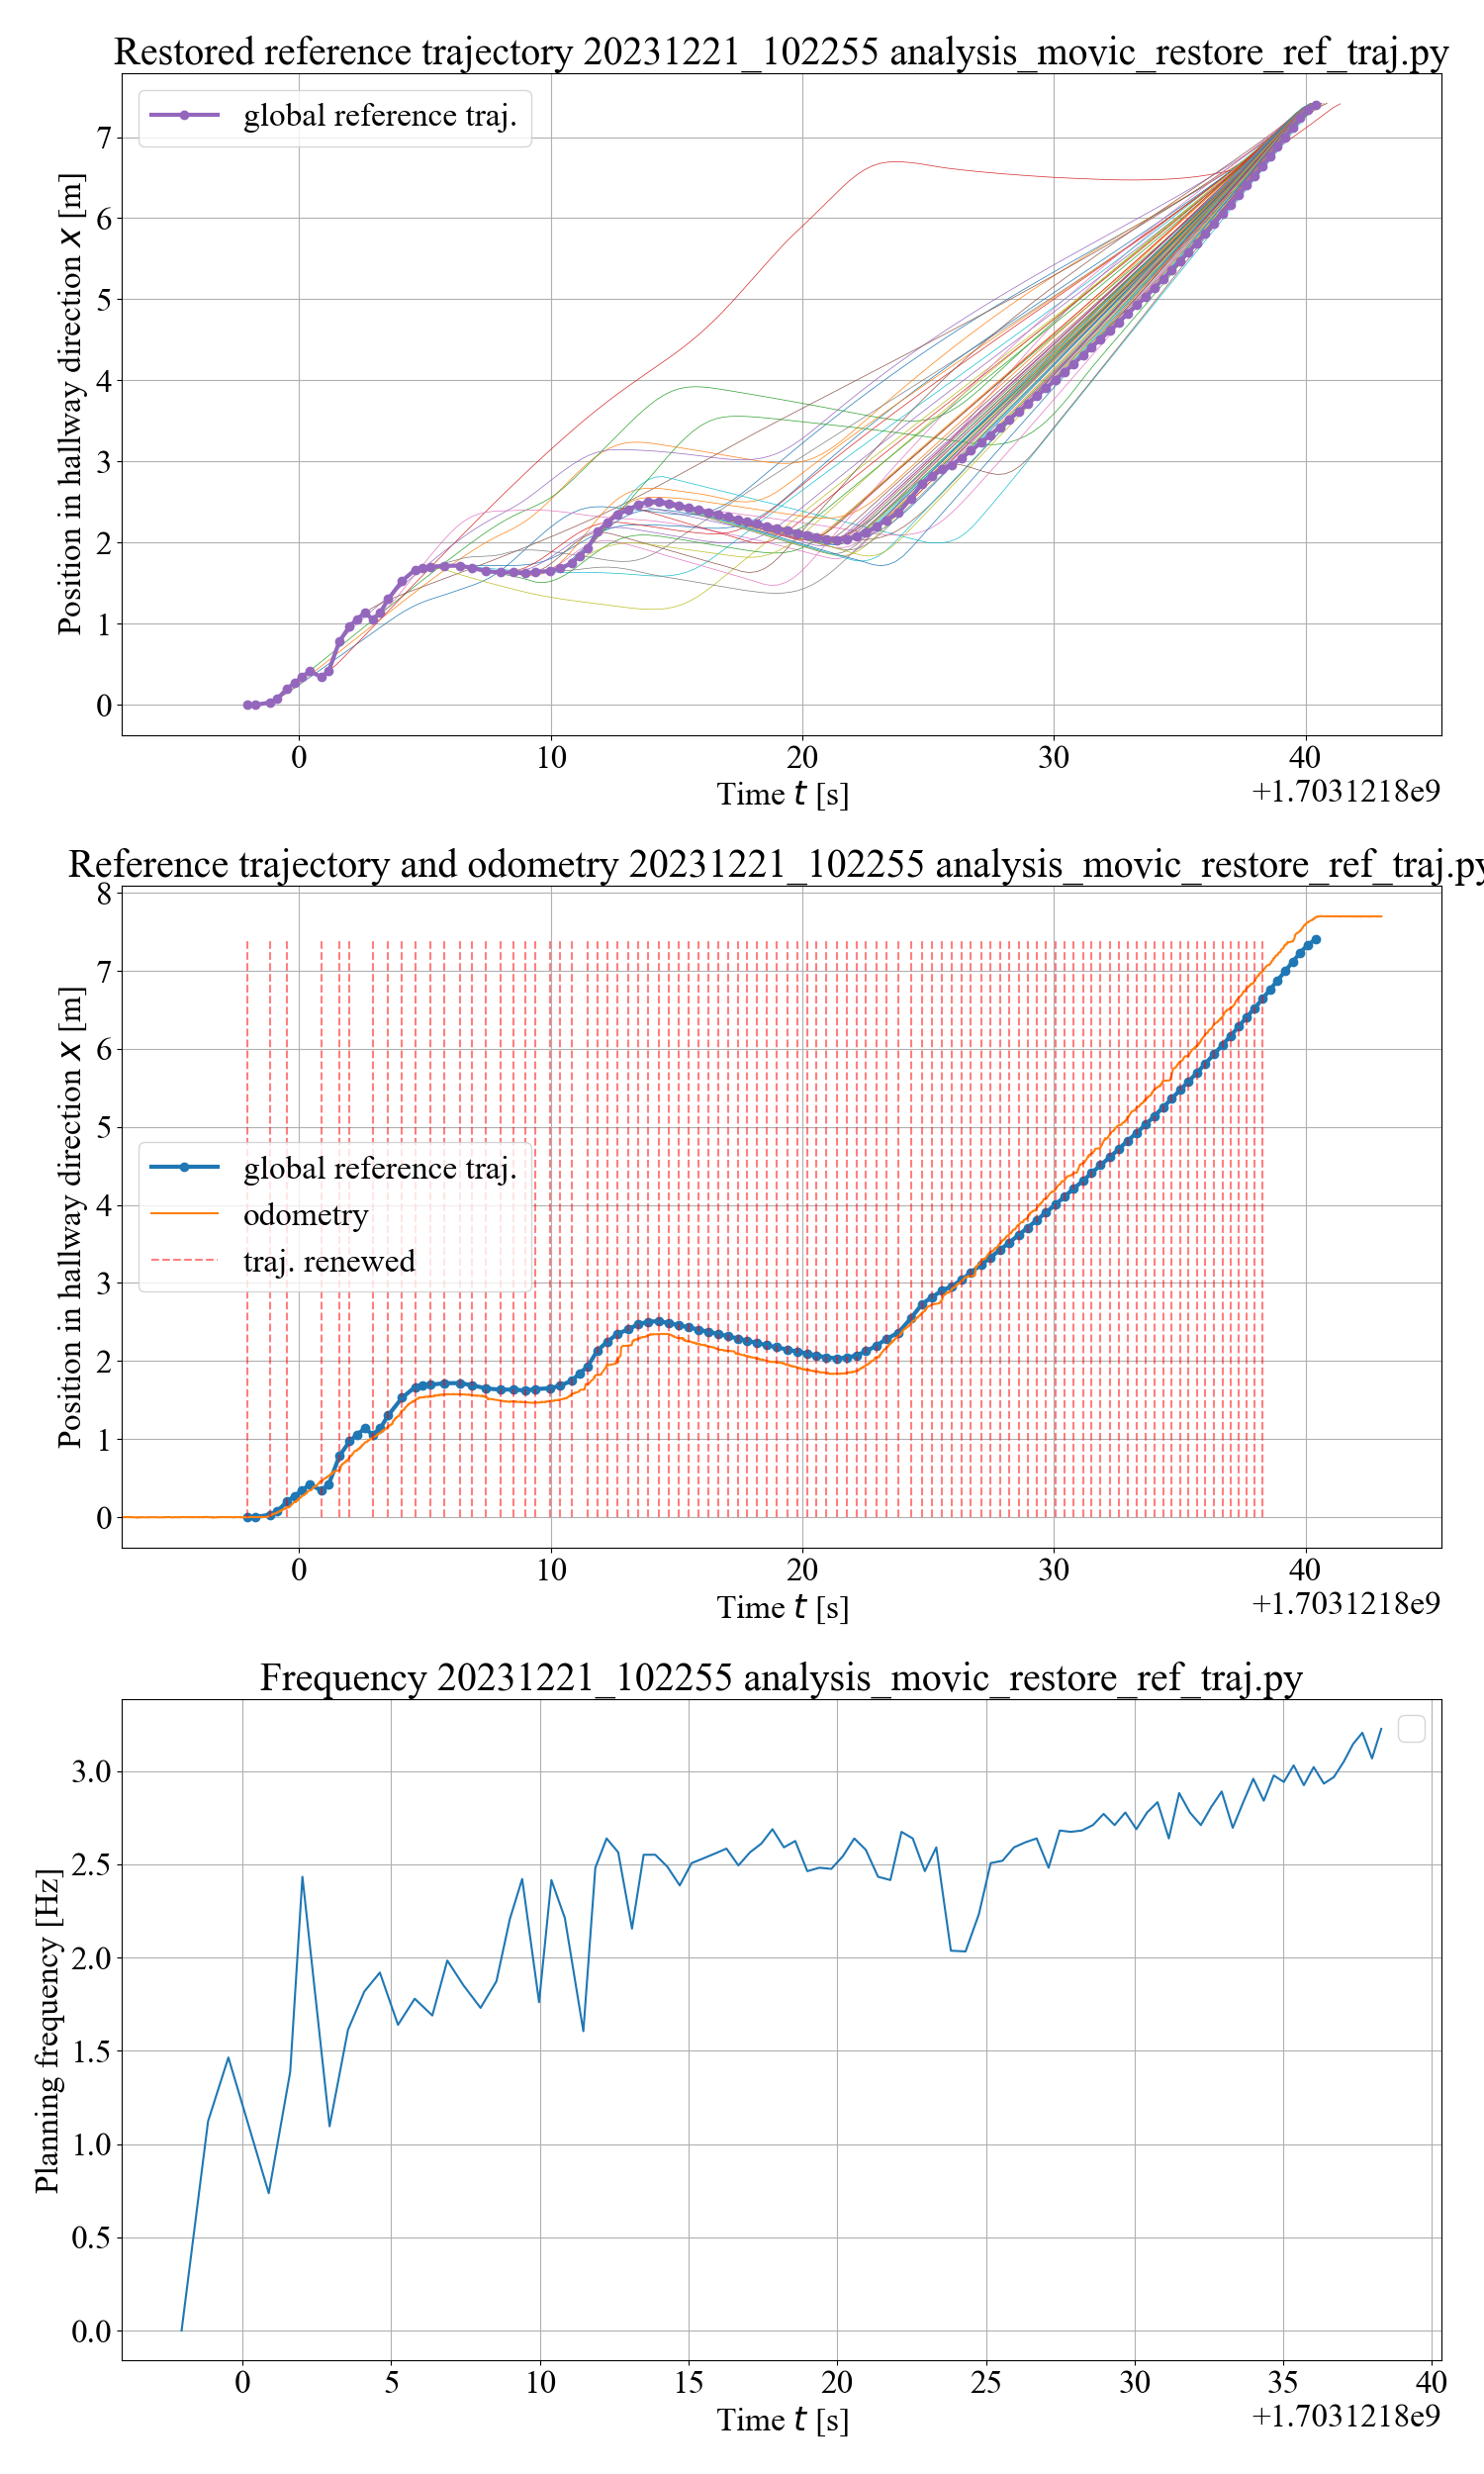 Restored reference trajectory 20231221_102255 analysis_movic_restore_ref_traj.py
global reference traj.
Position in hallway direction x [m]
7
6
5
4
3
2
1
0
0 10 20 30 40
Time t [s]
+1.7031218e9
Reference trajectory and odometry 20231221_102255 analysis_movic_restore_ref_traj.py
global reference traj.
odometry
traj. renewed
Position in hallway direction x [m]
8
7
6
5
4
3
2
1
0
0 10 20 30 40
Time t [s]
+1.7031218e9
Frequency 20231221_102255 analysis_movic_restore_ref_traj.py
Planning frequency [Hz]
3.0
2.5
2.0
1.5
1.0
0.5
0.0
0 5 10 15 20 25 30 35 40
Time t [s]
+1.7031218e9